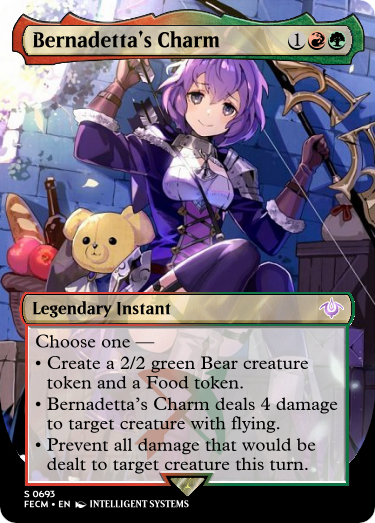 Bernadetta's Charm 1
Legendary Instant
Choose one —
• Create a 2/2 green Bear creature
token and a Food token.
• Bernadetta's Charm deals 4 damage
to target creature with flying.
• Prevent all damage that would be
dealt to target creature this turn.
S 0693
FECM • EN INTELLIGENT SYSTEMS